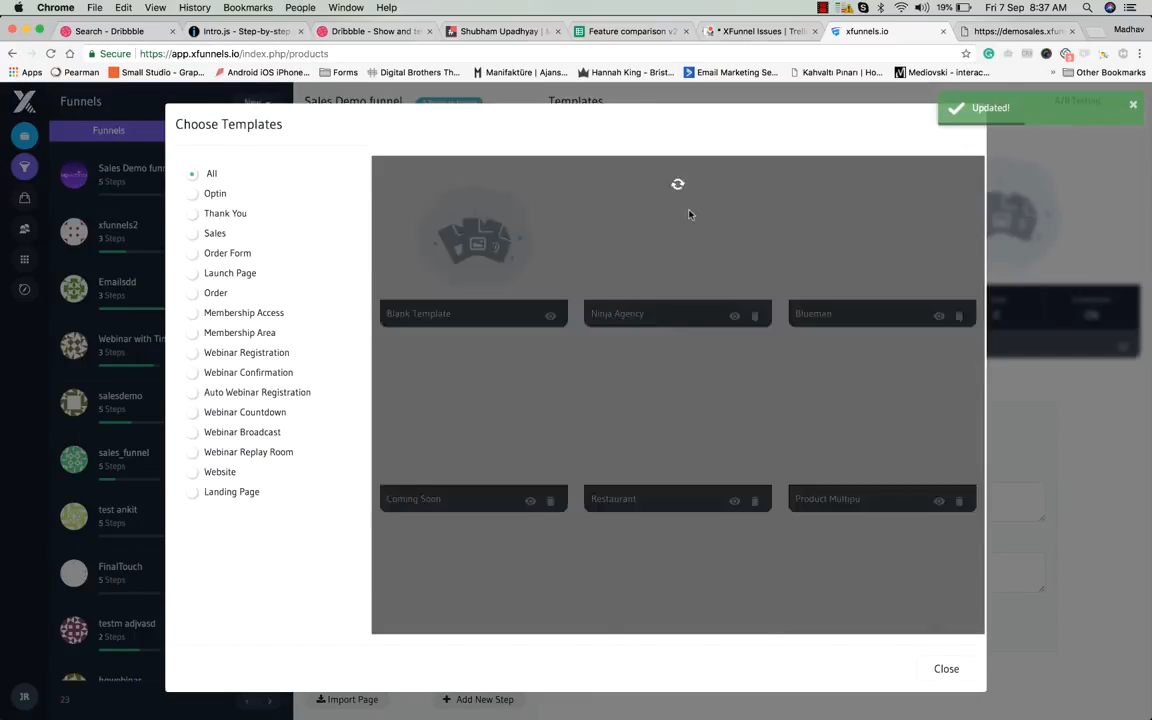 Chrome File Edit View History Bookmarks People Window Help 19% Fri 7 Sep 8:37 AM
Search - Dribbble Intro.js - Step-by-step Dribbble - Show and te Shubham Upadhyay | M Feature comparison v2 * XFunnel Issues | Trell xfunnels.io https://demosales.xfun Madhav
Secure https://app.xfunnels.io/index.php/products
Apps Pearman Small Studio - Grap... Android iOS iPhone... Forms Digital Brothers Th... Manifaktüre / Ajans... Hannah King - Brist... Email Marketing Se... Kahvaltı Pınarı | Ho... Mediovski - interac... » Other Bookmarks
Funnels New Sales Demo funnel Templates A/B Testing
Updated!
Choose Templates
Funnels
Sales Demo funn
5 Steps
xfunnels2
3 Steps
Emailsdd
3 Steps
Webinar with Tim
3 Steps
salesdemo
5 Steps
sales_funnel
5 Steps
test ankit
5 Steps
FinalTouch
5 Steps
testm adjvasd
2 Steps
JR
23
All
Optin
Thank You
Sales
Order Form
Launch Page
Order
Membership Access
Membership Area
Webinar Registration
Webinar Confirmation
Auto Webinar Registration
Webinar Countdown
Webinar Broadcast
Webinar Replay Room
Website
Landing Page
Blank Template Ninja Agency Blueman
Coming Soon Restaurant Product Multipu
Close
Import Page + Add New Step